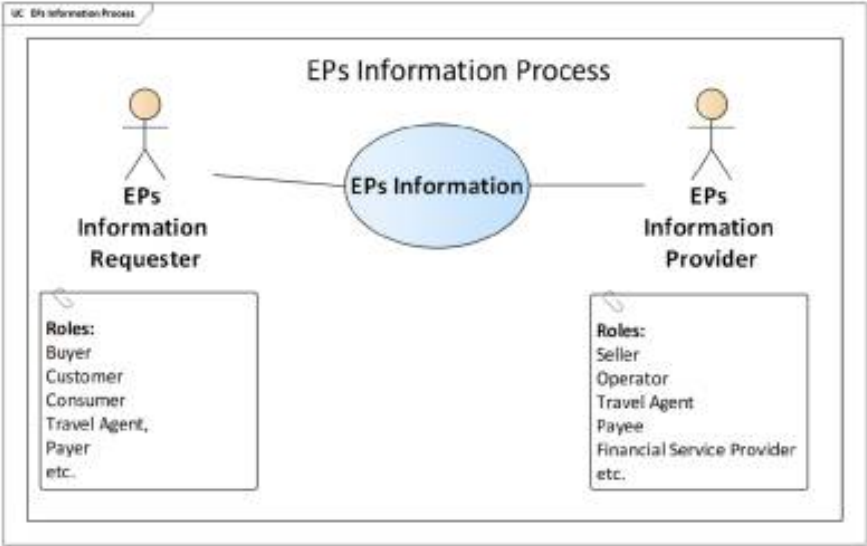 UC EPs Information Process
EPs Information Process
EPs
Information
Requester
EPs Information
EPs
Information
Provider
Roles:
Buyer
Customer
Consumer
Travel Agent,
Payer
etc.
Roles:
Seller
Operator
Travel Agent
Payee
Financial Service Provider
etc.